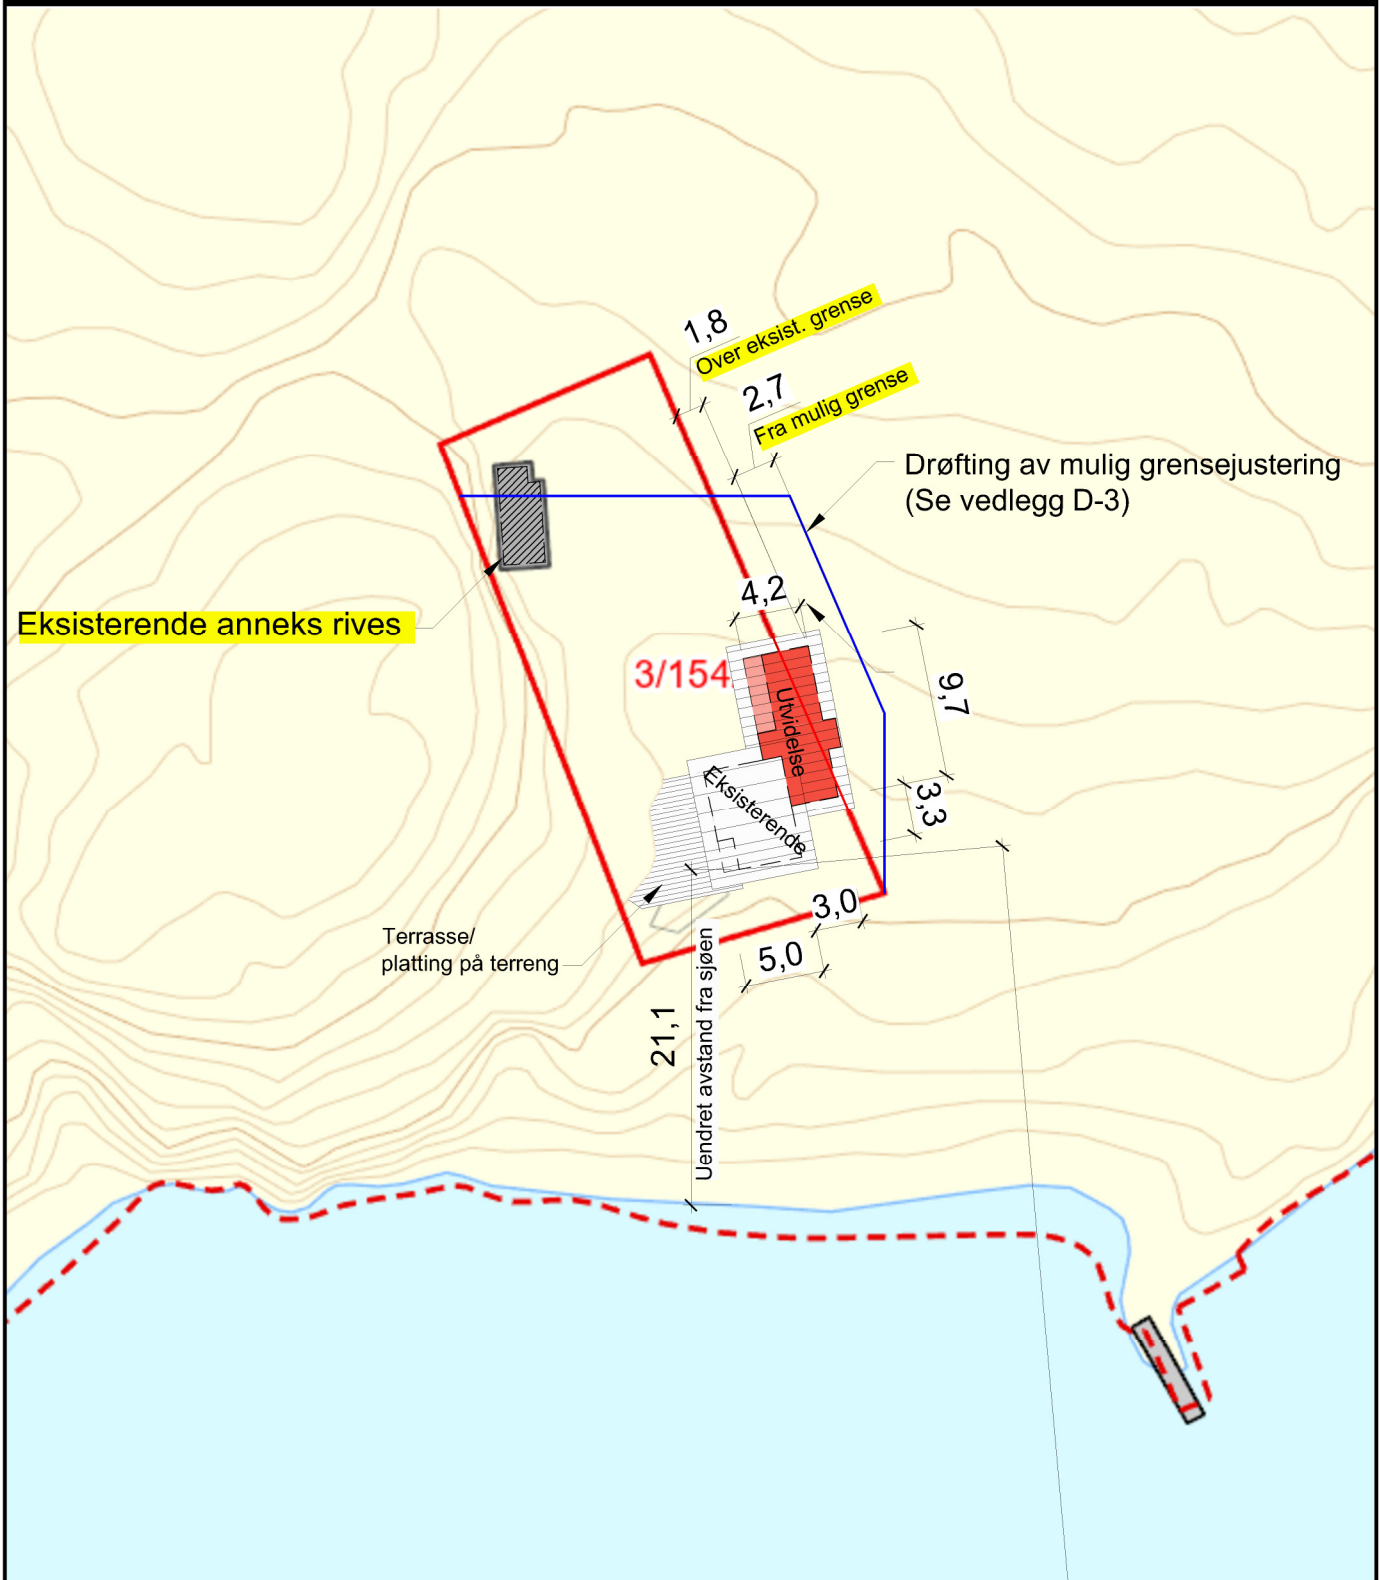 1,8
Over eksist. grense
2,7
Fra mulig grense
Drøfting av mulig grensejustering
(Se vedlegg D-3)
4,2
Eksisterende anneks rives
3/154
9,7
Utvidelse
Eksisterende
3,3
3,0
Terrasse/
platting på terreng
5,0
21,1
Uendret avstand fra sjøen